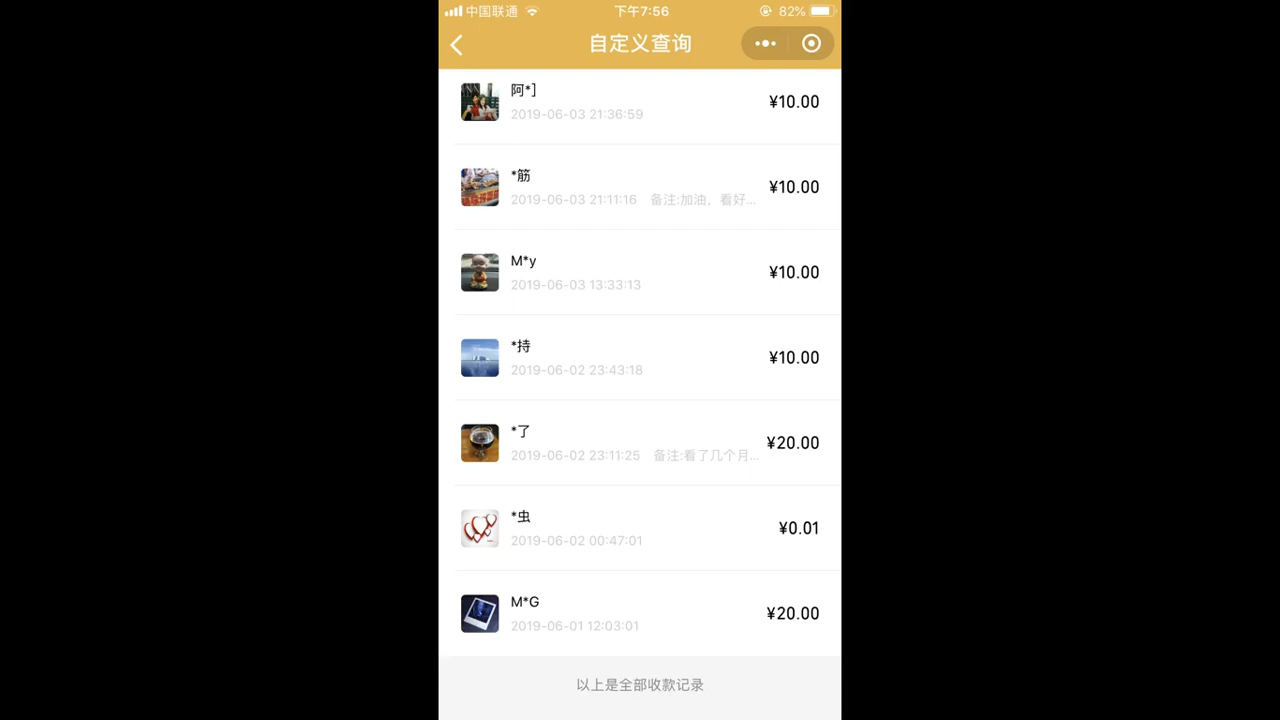 中国联通
下午7:56
82%
自定义查询
阿*]
¥10.00
2019-06-03 21:36:59
*筋
¥10.00
2019-06-03 21:11:16 备注:加油，看好...
M*y
¥10.00
2019-06-03 13:33:13
*持
¥10.00
2019-06-02 23:43:18
*了
¥20.00
2019-06-02 23:11:25 备注:看了几个月...
*虫
¥0.01
2019-06-02 00:47:01
M*G
¥20.00
2019-06-01 12:03:01
以上是全部收款记录